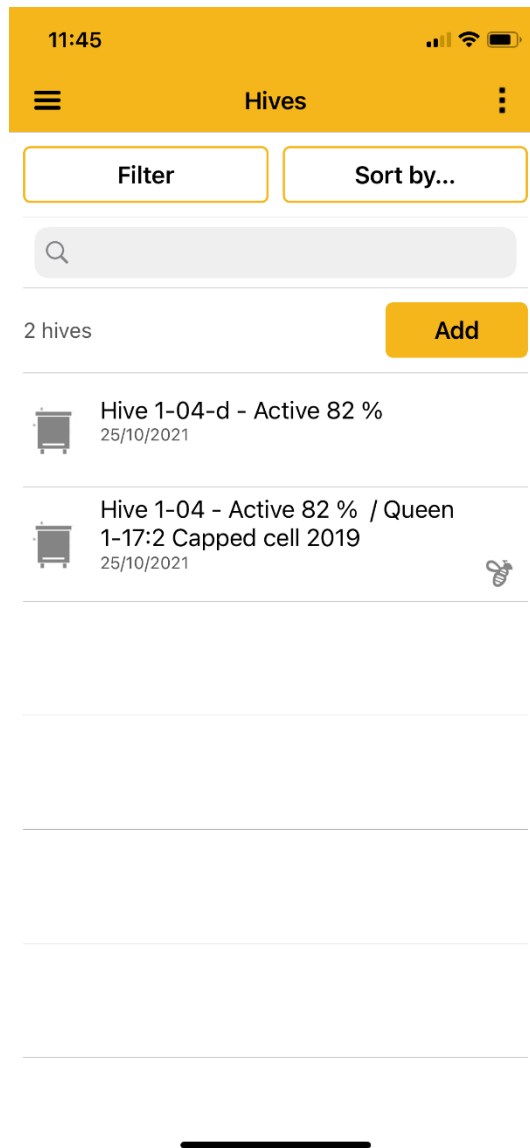 11:45
Hives
Filter
Sort by...
2 hives
Add
Hive 1-04-d - Active 82 %
25/10/2021
Hive 1-04 - Active 82 %  / Queen
1-17:2 Capped cell 2019
25/10/2021